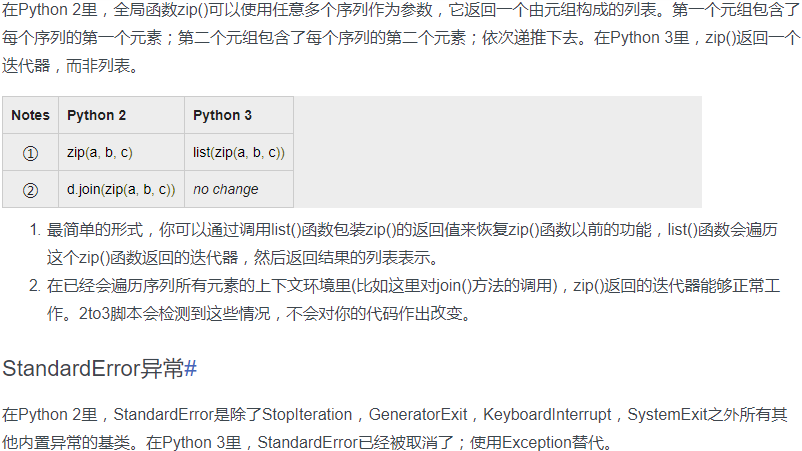 在Python 2里，全局函数zip()可以使用任意多个序列作为参数，它返回一个由元组构成的列表。第一个元组包含了
每个序列的第一个元素；第二个元组包含了每个序列的第二个元素；依次递推下去。在Python 3里，zip()返回一个
迭代器，而非列表。
Notes Python 2 Python 3
① zip(a, b, c) list(zip(a, b, c))
② d.join(zip(a, b, c)) no change
1. 最简单的形式，你可以通过调用list()函数包装zip()的返回值来恢复zip()函数以前的功能，list()函数会遍历
这个zip()函数返回的迭代器，然后返回结果的列表表示。
2. 在已经会遍历序列所有元素的上下文环境里(比如这里对join()方法的调用)，zip()返回的迭代器能够正常工
作。2to3脚本会检测到这些情况，不会对你的代码作出改变。
StandardError异常#
在Python 2里，StandardError是除了StopIteration，GeneratorExit，KeyboardInterrupt，SystemExit之外所有其
他内置异常的基类。在Python 3里，StandardError已经被取消了；使用Exception替代。